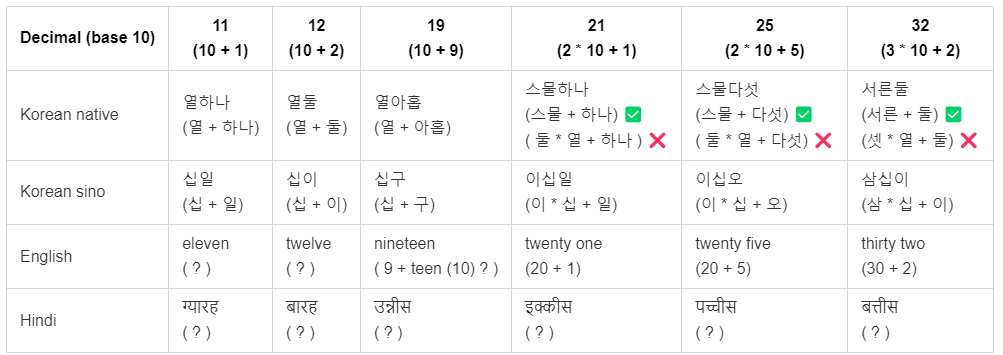 Decimal (base 10)
11
(10 + 1)
12
(10 + 2)
19
(10 + 9)
21
(2 * 10 + 1)
25
(2 * 10 + 5)
32
(3 * 10 + 2)
Korean native
열하나
(열 + 하나)
열둘
(열 + 둘)
열아홉
(열 + 아홉)
스물하나
(스물 + 하나) ✅
( 둘 * 열 + 하나 ) ❌
스물다섯
(스물 + 다섯) ✅
( 둘 * 열 + 다섯) ❌
서른둘
(서른 + 둘) ✅
(셋 * 열 + 둘) ❌
Korean sino
십일
(십 + 일)
십이
(십 + 이)
십구
(십 + 구)
이십일
(이 * 십 + 일)
이십오
(이 * 십 + 오)
삼십이
(삼 * 십 + 이)
English
eleven
( ? )
twelve
( ? )
nineteen
( 9 + teen (10) ? )
twenty one
(20 + 1)
twenty five
(20 + 5)
thirty two
(30 + 2)
Hindi
ग्यारह
( ? )
बारह
( ? )
उन्नीस
( ? )
इक्कीस
( ? )
पच्चीस
( ? )
बत्तीस
( ? )